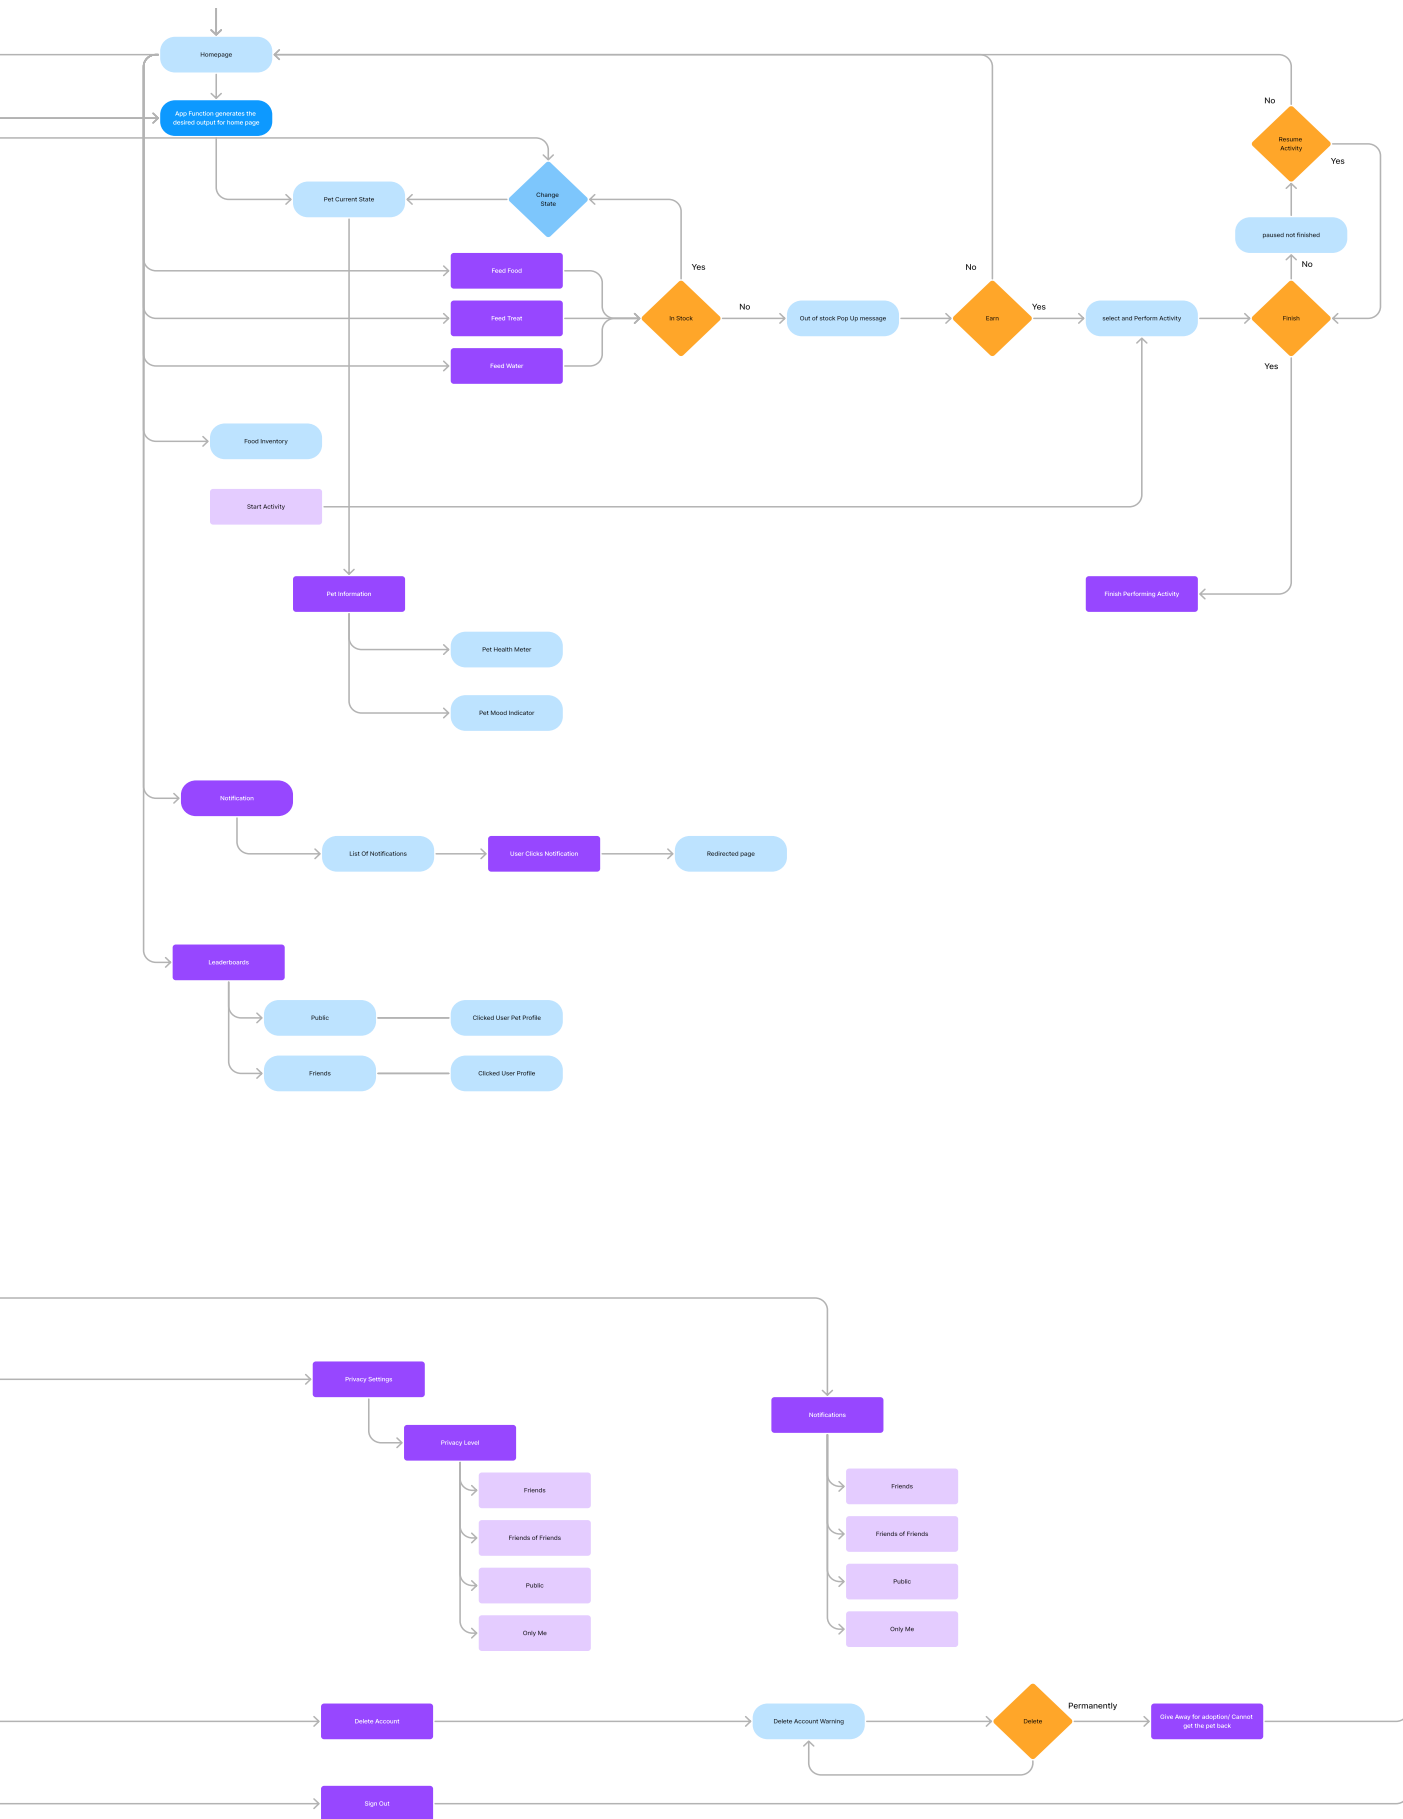 Homepage
App Function generates the
desired output for home page
No
Resume
Activity
Yes
Pet Current State
Change
State
paused not finished
No
Feed Food
Yes
No
In Stock
No
Out of stock Pop Up message
Earn
Yes
select and Perform Activity
Finish
Feed Treat
Feed Water
Yes
Food Inventory
Start Activity
Pet Information
Finish Performing Activity
Pet Health Meter
Pet Mood Indicator
Notification
List Of Notifications
User Clicks Notification
Redirected page
Leaderboards
Public
Clicked User Pet Profile
Friends
Clicked User Profile
Privacy Settings
Notifications
Privacy Level
Friends
Friends of Friends
Public
Only Me
Friends
Friends of Friends
Public
Only Me
Delete Account
Delete Account Warning
Delete
Permanently
Give Away for adoption/ Cannot
get the pet back
Sign Out